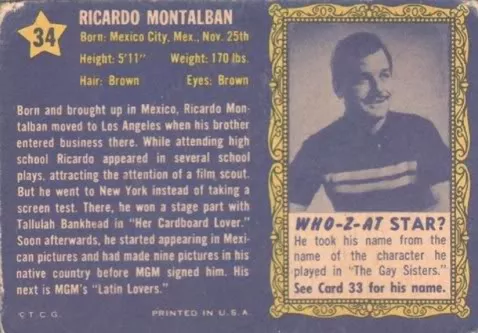 34
RICARDO MONTALBAN
Born: Mexico City, Mex., Nov. 25th
Height: 5'11" Weight: 170 lbs.
Hair: Brown Eyes: Brown
Born and brought up in Mexico, Ricardo Mon-
talban moved to Los Angeles when his brother
entered business there. While attending high
school Ricardo appeared in several school
plays, attracting the attention of a film scout.
But he went to New York instead of taking a
screen test. There, he won a stage part with
Tallulah Bankhead in "Her Cardboard Lover."
Soon afterwards, he started appearing in Mexi-
can pictures and had made nine pictures in his
native country before MGM signed him. His
next is MGM's "Latin Lovers."
©T.C.G. PRINTED IN U.S.A.
WHO-Z-AT STAR?
He took his name from the
name of the character he
played in "The Gay Sisters."
See Card 33 for his name.